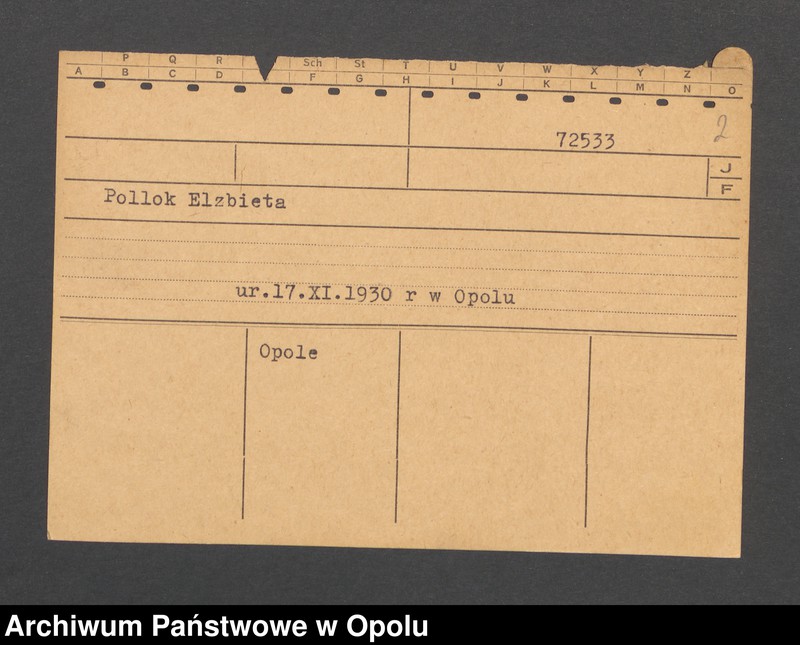 P Q R Sch St T U V W X Y Z
A B C D F G H I J K L M N O
2
72533
J
F
Pollok Elzbieta
ur.17.XI.1930 r w Opolu
Opole
Archiwum Państwowe w Opolu